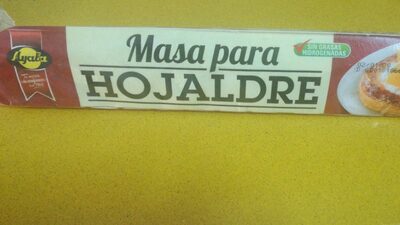 Ayala
Masa para
HOJALDRE
SIN GRASAS
HIDROGENADAS